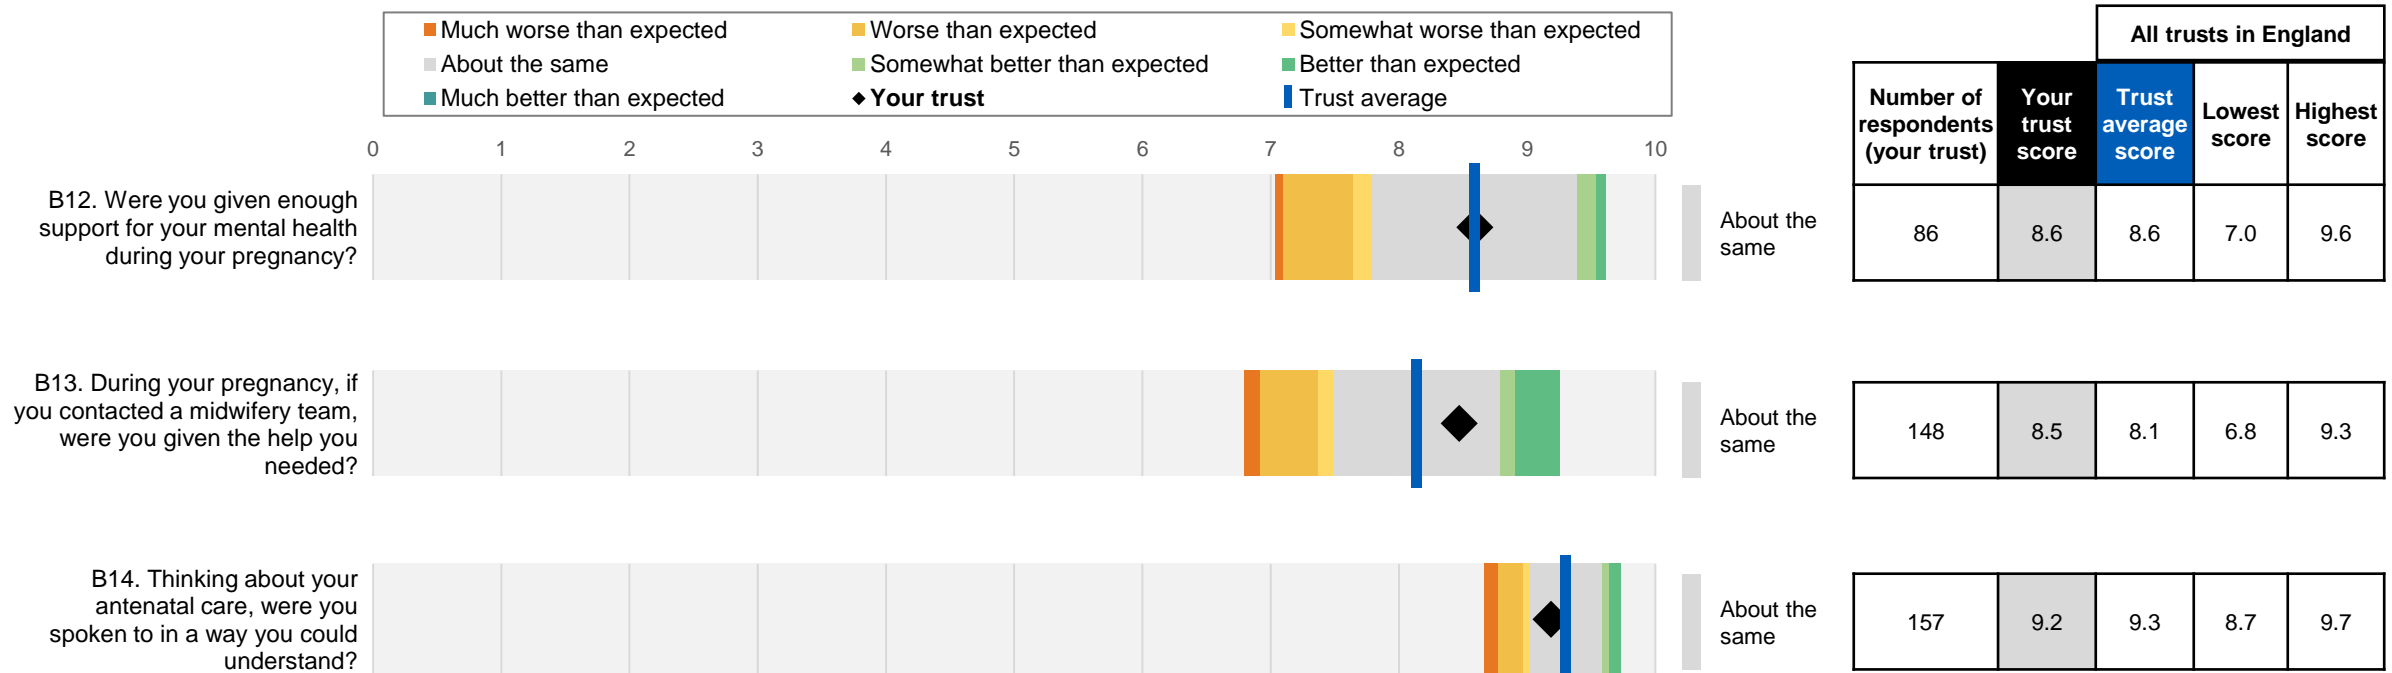 Much worse than expected
Worse than expected
Somewhat worse than expected
About the same
Somewhat better than expected
Better than expected
Much better than expected
Your trust
Trust average
All trusts in England
Number of
respondents
(your trust)
Your
trust
score
Trust
average
score
Lowest
score
Highest
score
0 1 2 3 4 5 6 7 8 9 10
B12. Were you given enough
support for your mental health
during your pregnancy?
About the
same
86 8.6 8.6 7.0 9.6
B13. During your pregnancy, if
you contacted a midwifery team,
were you given the help you
needed?
About the
same
148 8.5 8.1 6.8 9.3
B14. Thinking about your
antenatal care, were you
spoken to in a way you could
understand?
About the
same
157 9.2 9.3 8.7 9.7